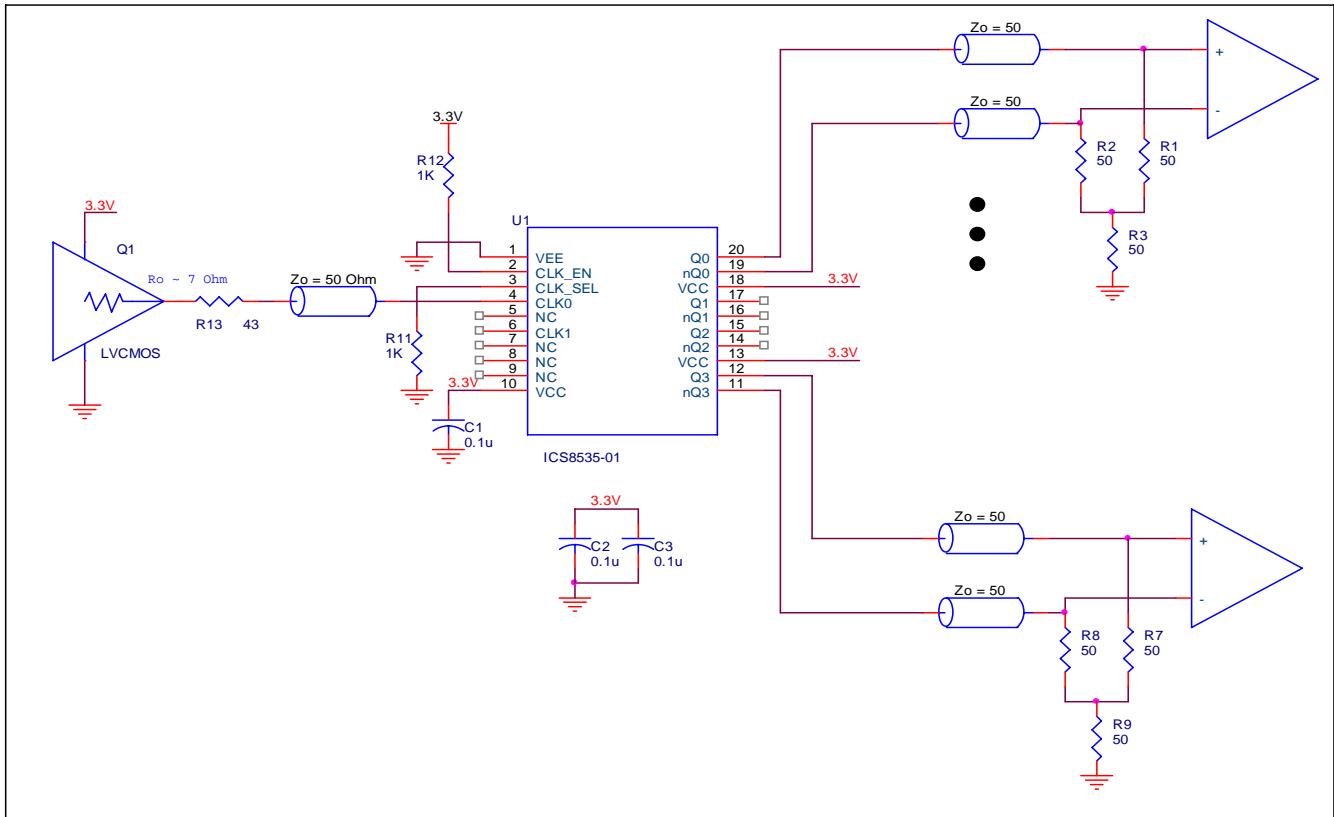 Zo = 50
+
-
Zo = 50
R2
50
R1
50
R3
50
3.3V
R12
1K
3.3V
Q1
Ro ~ 7 Ohm
R13 43
LVCMOS
Zo = 50 Ohm
R11
1K
3.3V
C1
0.1u
U1
1 VEE
2 CLK_EN
3 CLK_SEL
4 CLK0
5 NC
6 CLK1
7 NC
8 NC
9 NC
10 VCC
Q0 20
nQ0 19
VCC 18
Q1 17
nQ1 16
Q2 15
nQ2 14
VCC 13
Q3 12
nQ3 11
3.3V
3.3V
ICS8535-01
3.3V
C2
0.1u
C3
0.1u
Zo = 50
+
-
Zo = 50
R8
50
R7
50
R9
50